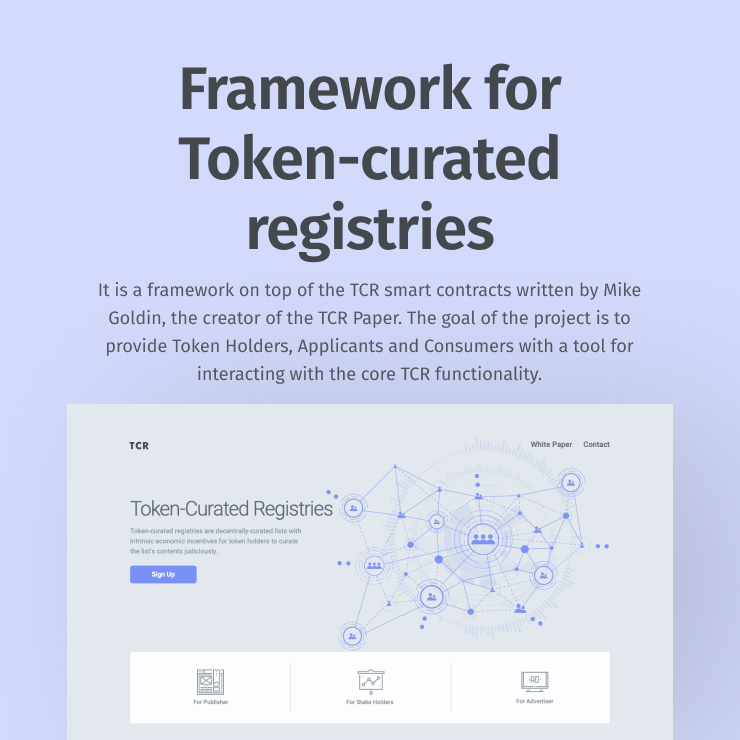 Framework for
Token-curated
registries
It is a framework on top of the TCR smart contracts written by Mike
Goldin, the creator of the TCR Paper. The goal of the project is to
provide Token Holders, Applicants and Consumers with a tool for
interacting with the core TCR functionality.
TCR
White Paper Contact
Token-Curated Registries
Token-curated registries are decentrally-curated lists with
intrinsic economic incentives for token holders to curate
the list's contents judiciously.
Sign Up
AD
For Publisher
For Stake Holders
For Advertiser